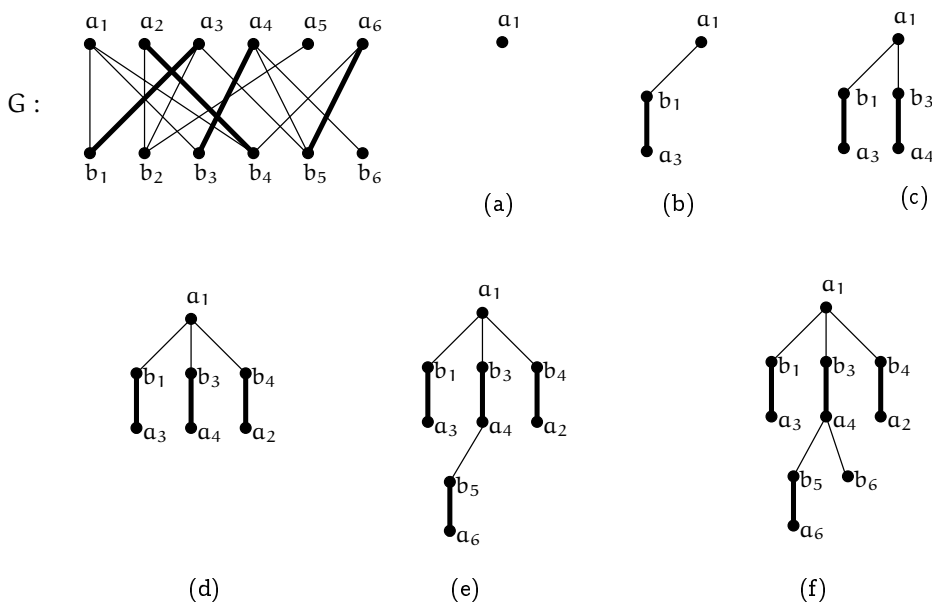 G :
a₁ a₂ a₃ a₄ a₅ a₆
b₁ b₂ b₃ b₄ b₅ b₆
a₁
(a)
a₁
b₁
a₃
(b)
a₁
b₁ b₃
a₃ a₄
(c)
a₁
b₁ b₃ b₄
a₃ a₄ a₂
(d)
a₁
b₁ b₃ b₄
a₃ a₄ a₂
b₅
a₆
(e)
a₁
b₁ b₃ b₄
a₃ a₄ a₂
b₅ b₆
a₆
(f)